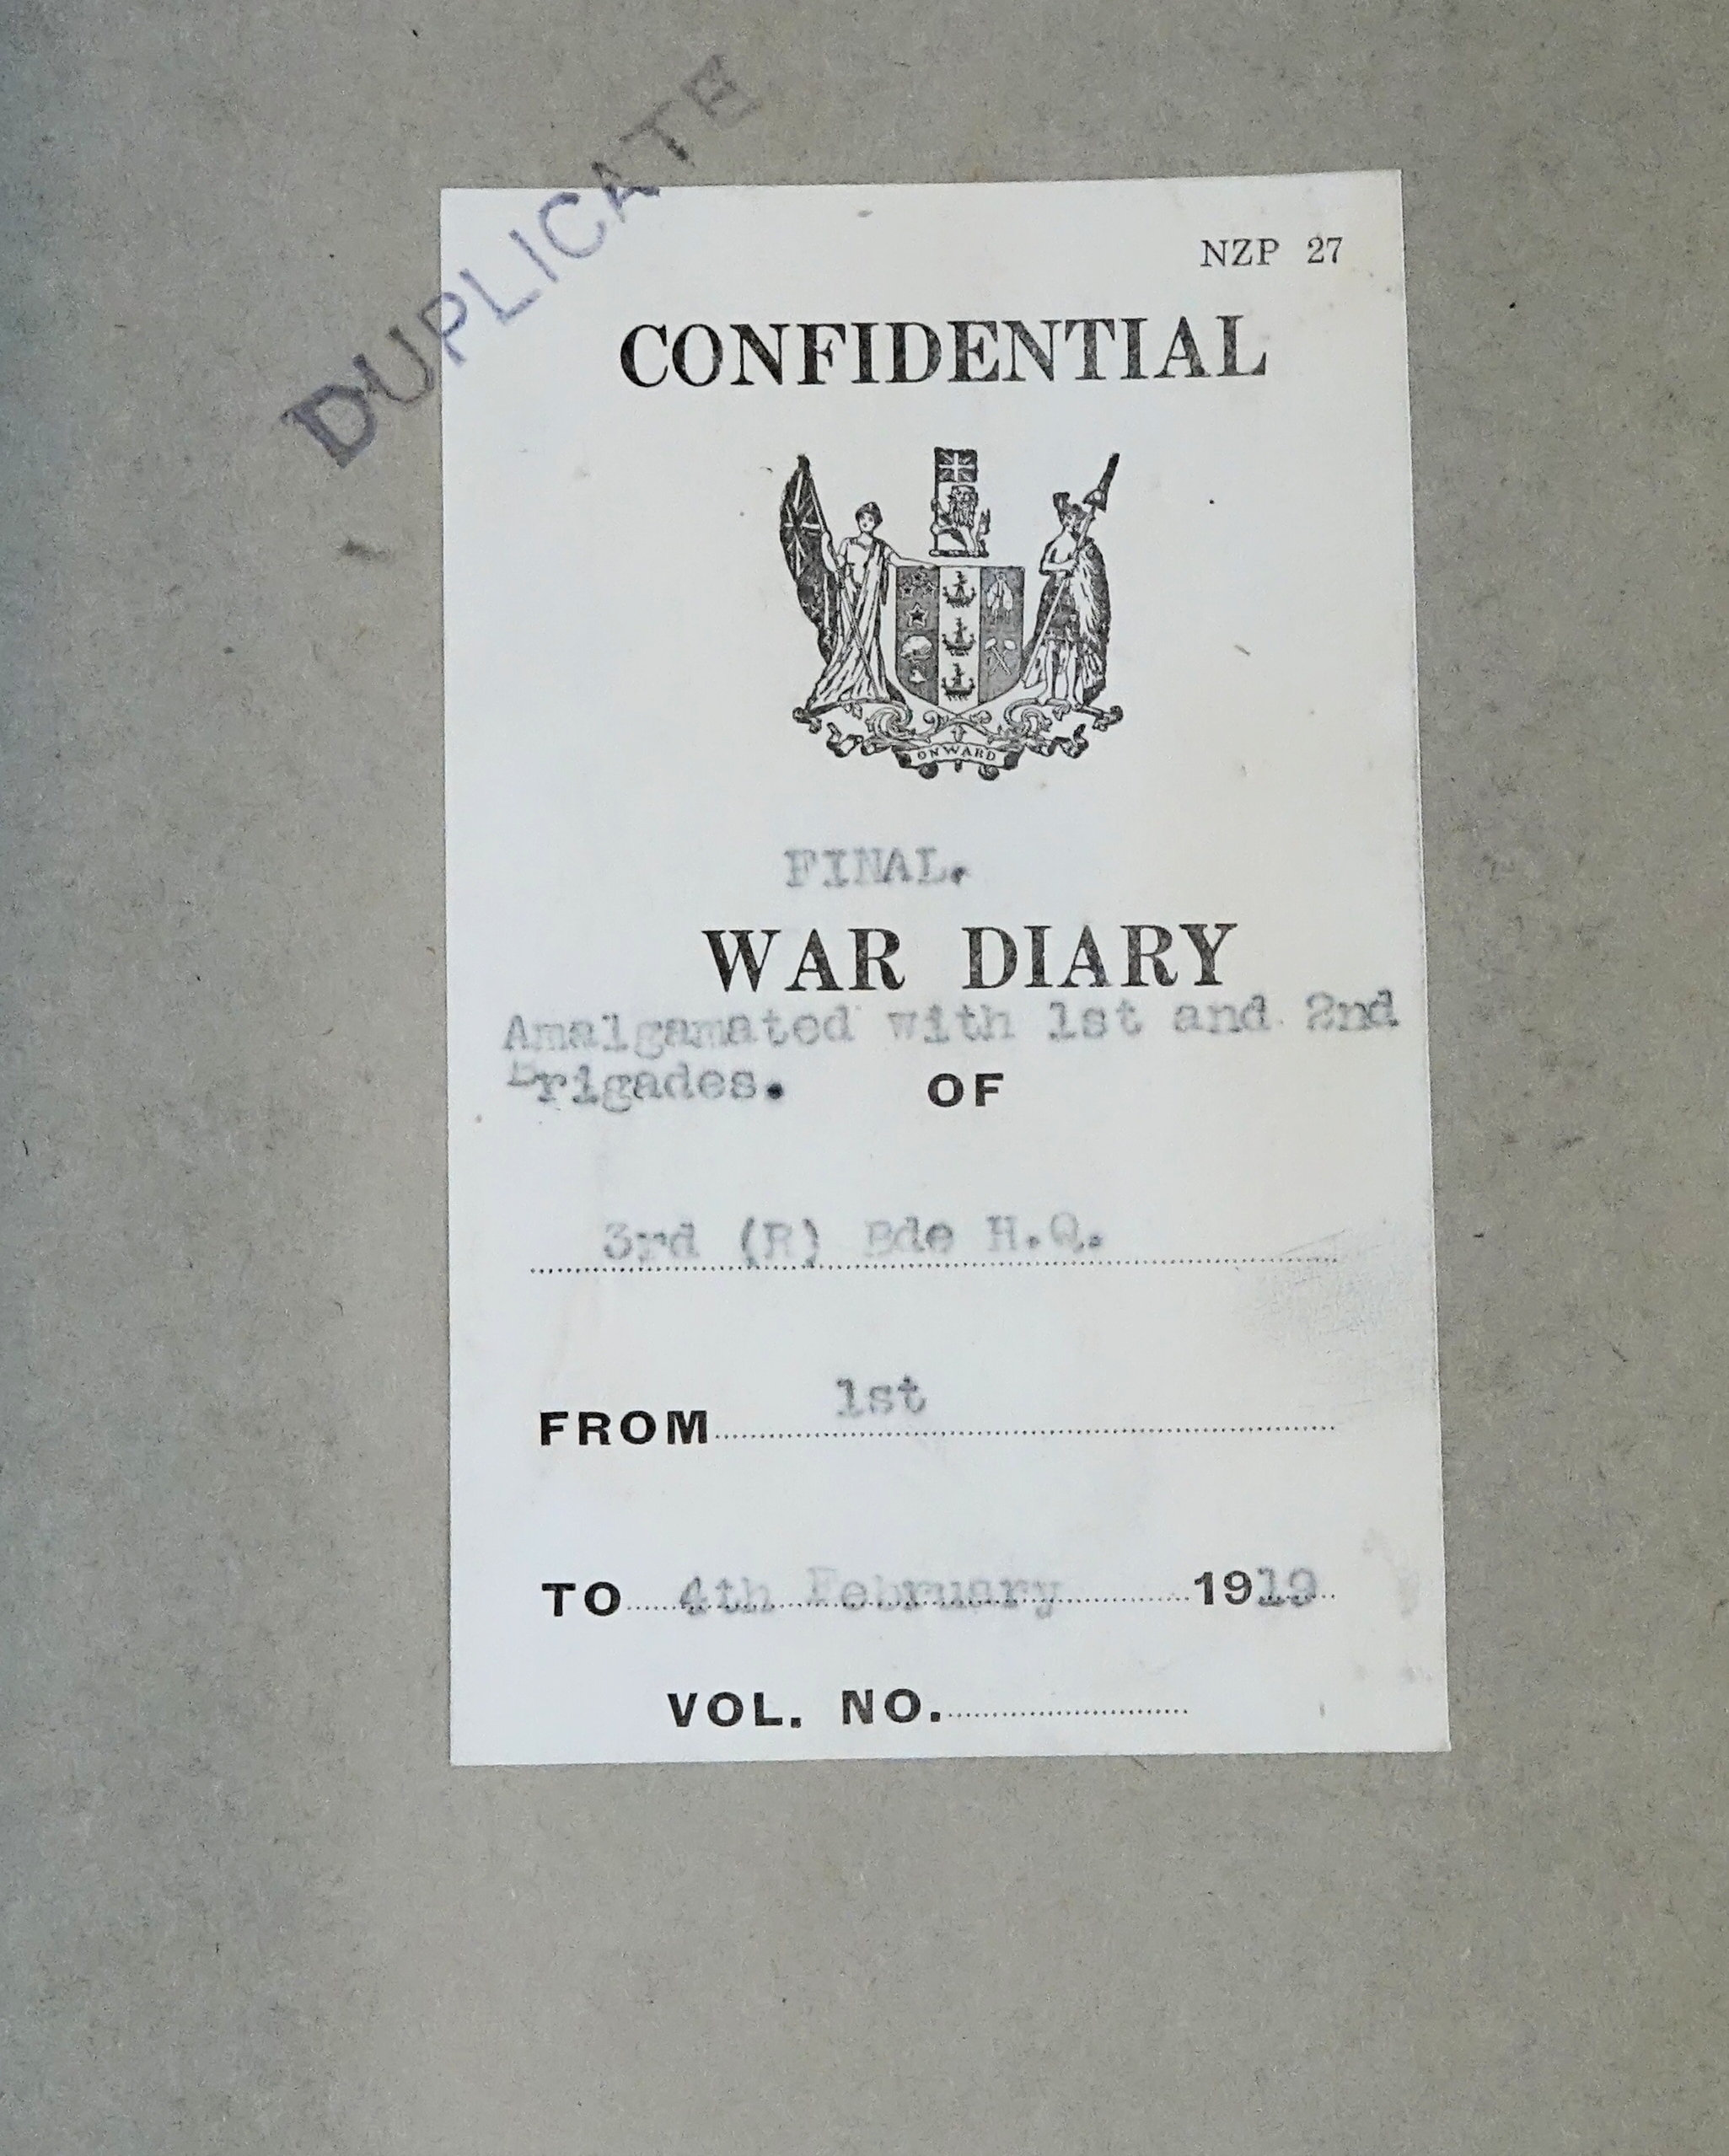 DUPLICATE
NZP 27
CONFIDENTIAL
ONWARD
FINAL.
WAR DIARY
Amalgamated with 1st and 2nd
Brigades. OF
3rd (R) Bde H.Q.
FROM 1st
TO 4th February 1919
VOL. NO.